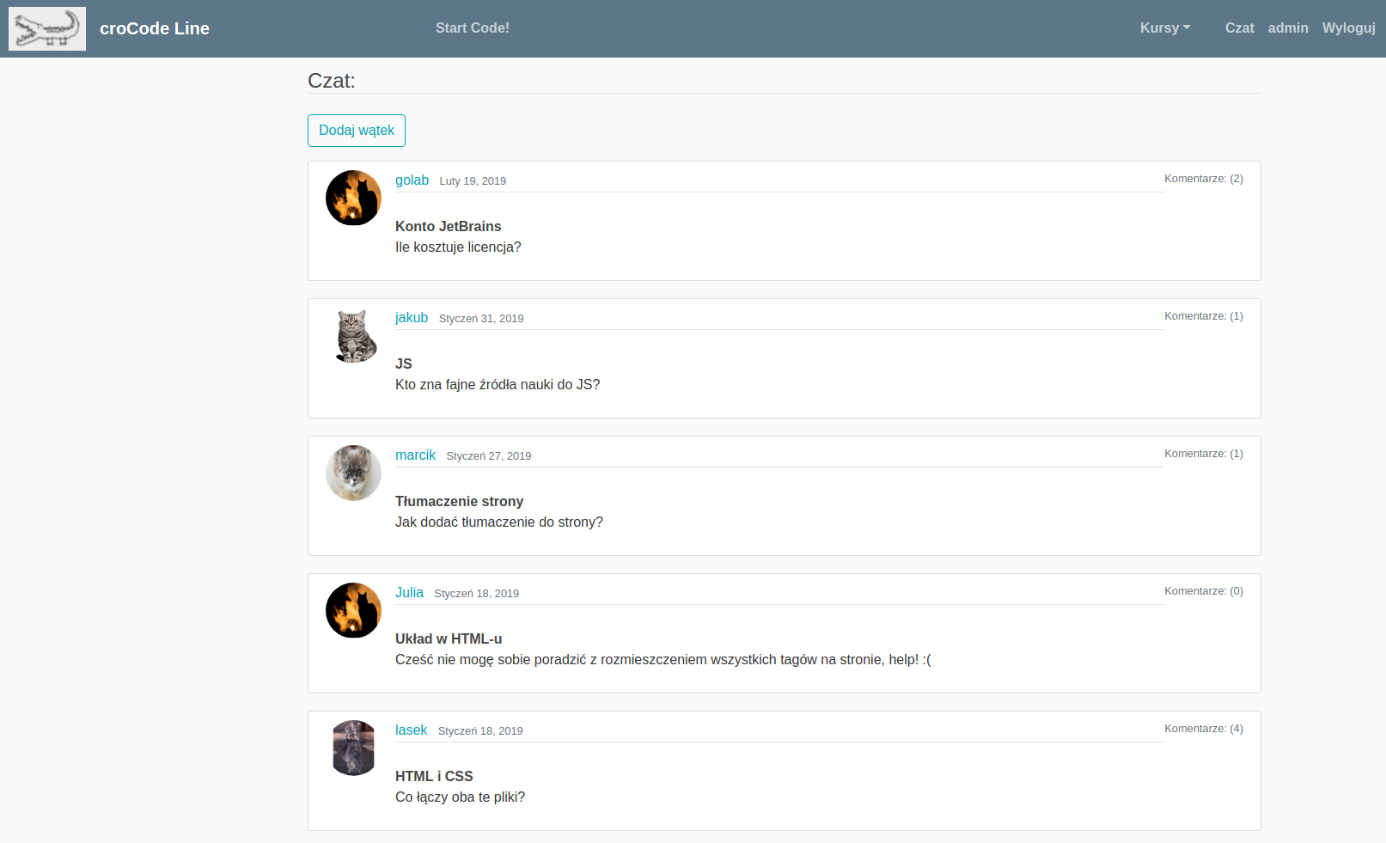 croCode Line
Start Code!
Kursy
Czat
admin
Wyloguj
Czat:
Dodaj wątek
golab Luty 19, 2019
Komentarze: (2)
Konto JetBrains
Ile kosztuje licencja?
jakub Styczeń 31, 2019
Komentarze: (1)
JS
Kto zna fajne źródła nauki do JS?
marcik Styczeń 27, 2019
Komentarze: (1)
Tłumaczenie strony
Jak dodać tłumaczenie do strony?
Julia Styczeń 18, 2019
Komentarze: (0)
Układ w HTML-u
Cześć nie mogę sobie poradzić z rozmieszczeniem wszystkich tagów na stronie, help! :(
lasek Styczeń 18, 2019
Komentarze: (4)
HTML i CSS
Co łączy oba te pliki?